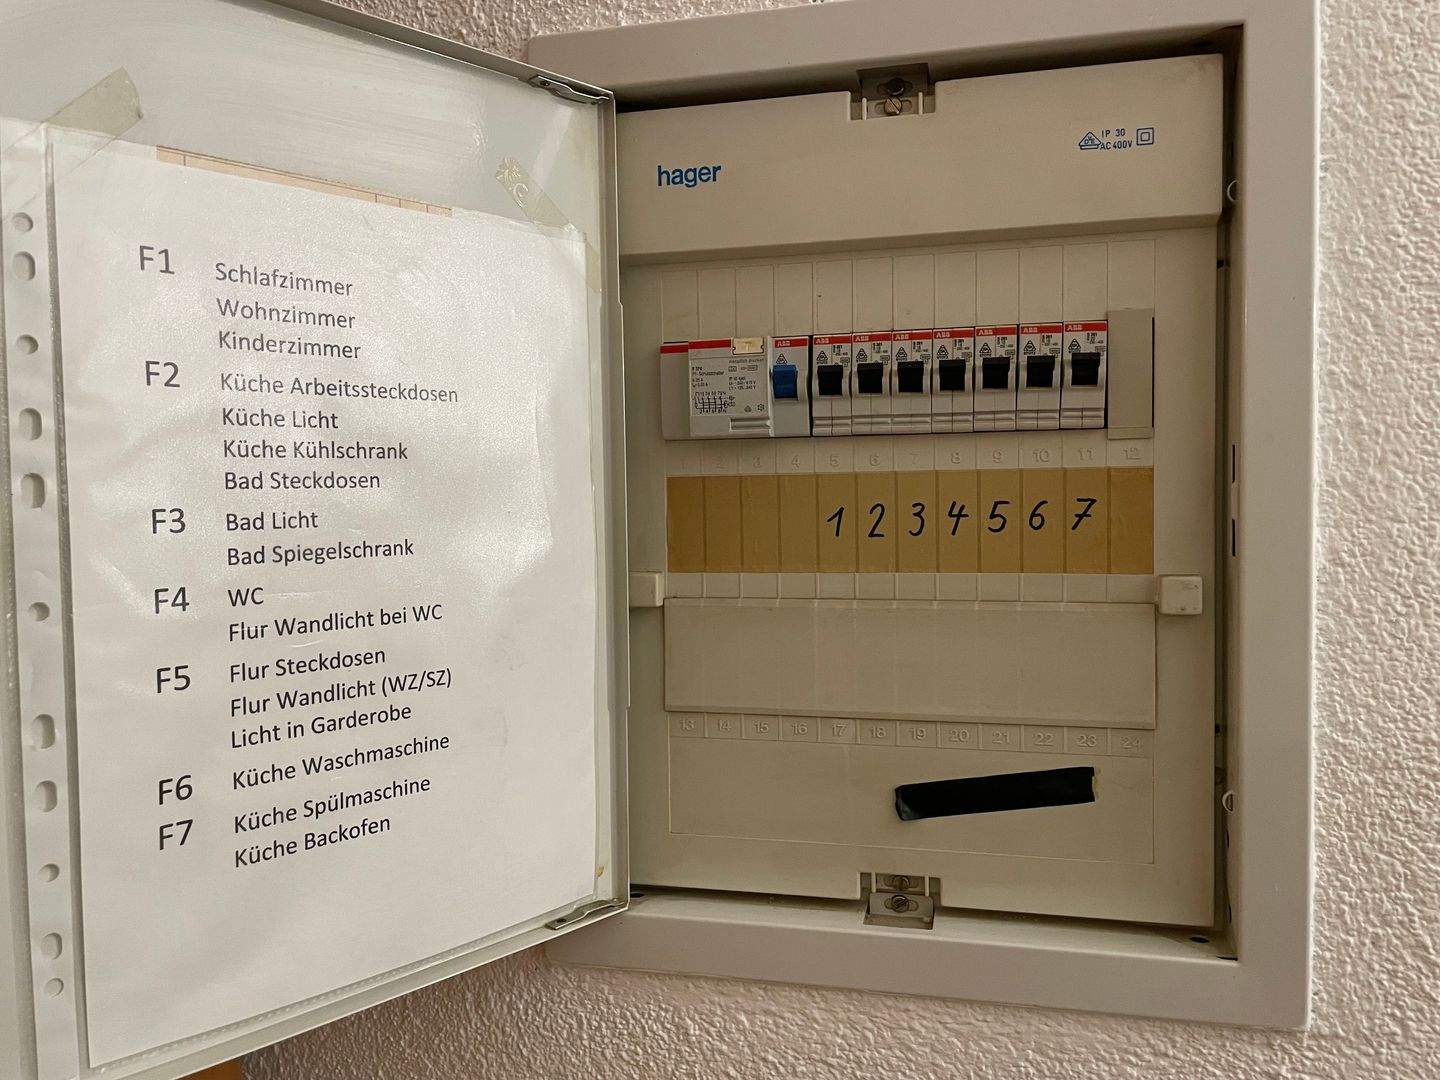 F1 Schlafzimmer
Wohnzimmer
Kinderzimmer
F2 Küche Arbeitssteckdosen
Küche Licht
Küche Kühlschrank
Bad Steckdosen
F3 Bad Licht
Bad Spiegelschrank
F4 WC
Flur Wandlicht bei WC
F5 Flur Steckdosen
Flur Wandlicht (WZ/SZ)
Licht in Garderobe
F6 Küche Waschmaschine
F7 Küche Spülmaschine
Küche Backofen
hager
IP 30
AC 400V
ABB ABB ABB ABB ABB ABB ABB ABB
2 3 4 5 6 7 8 9 10 11 12
1 2 3 4 5 6 7
13 14 15 16 17 18 19 20 21 22 23 24